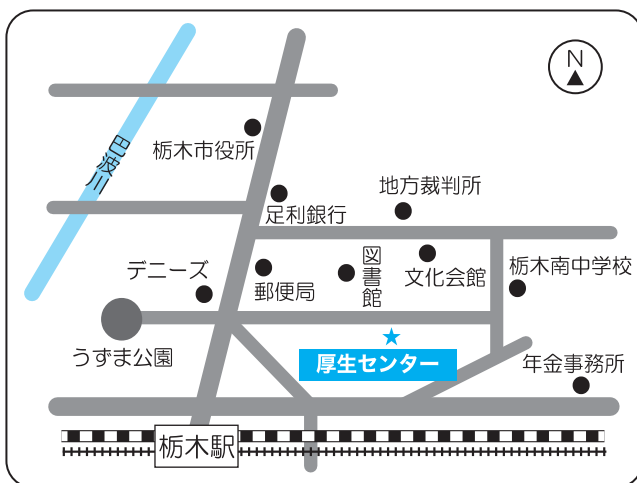 N
巴波川
栃木市役所
足利銀行
地方裁判所
デニーズ
郵便局
図書館
文化会館
栃木南中学校
うずま公園
厚生センター
年金事務所
栃木駅